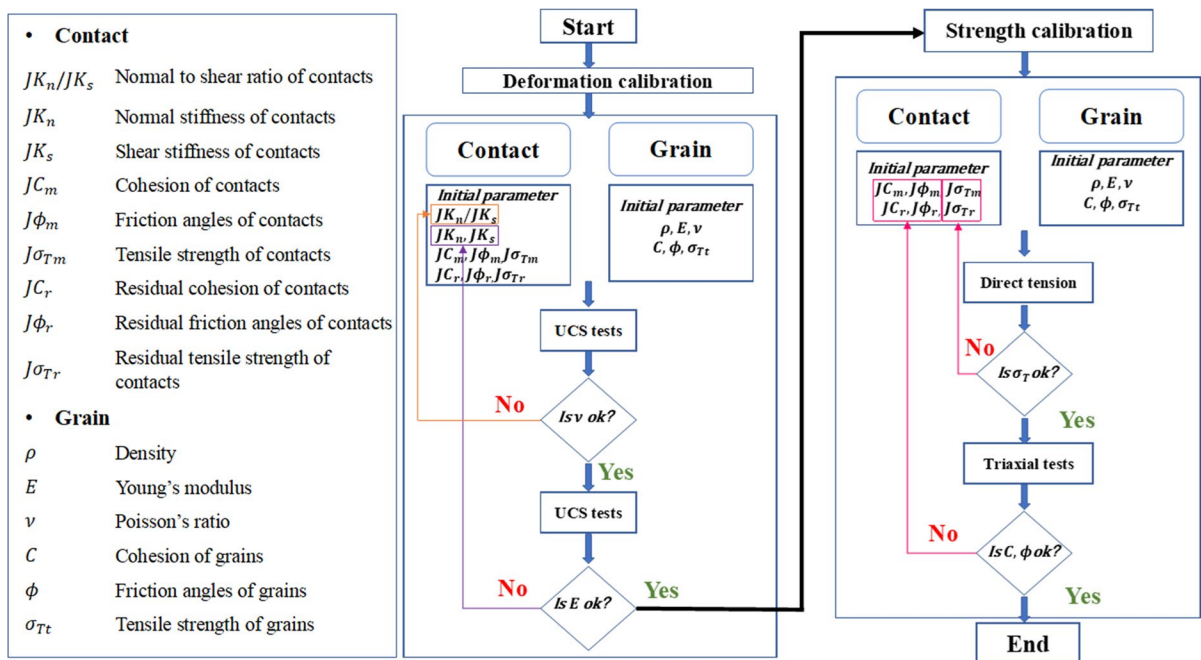 • Contact
JKn/JKs Normal to shear ratio of contacts
JKn Normal stiffness of contacts
JKs Shear stiffness of contacts
JCm Cohesion of contacts
Jϕm Friction angles of contacts
JσTm Tensile strength of contacts
JCr Residual cohesion of contacts
Jϕr Residual friction angles of contacts
JσTr Residual tensile strength of
contacts
• Grain
ρ Density
E Young's modulus
ν Poisson's ratio
C Cohesion of grains
ϕ Friction angles of grains
σTt Tensile strength of grains
Start
Deformation calibration
Contact
Grain
Initial parameter
JKn/JKs
JKn, JKs
JCm, Jϕm JσTm
JCr, Jϕr JσTr
Initial parameter
ρ, E, ν
C, ϕ, σTt
UCS tests
Is ν ok?
No
Yes
UCS tests
Is E ok?
No
Yes
Strength calibration
Contact
Grain
Initial parameter
JCm, Jϕm, JσTm
JCr, Jϕr, JσTr
Initial parameter
ρ, E, ν
C, ϕ, σTt
Direct tension
Is σT ok?
No
Yes
Triaxial tests
Is C, ϕ ok?
No
Yes
End